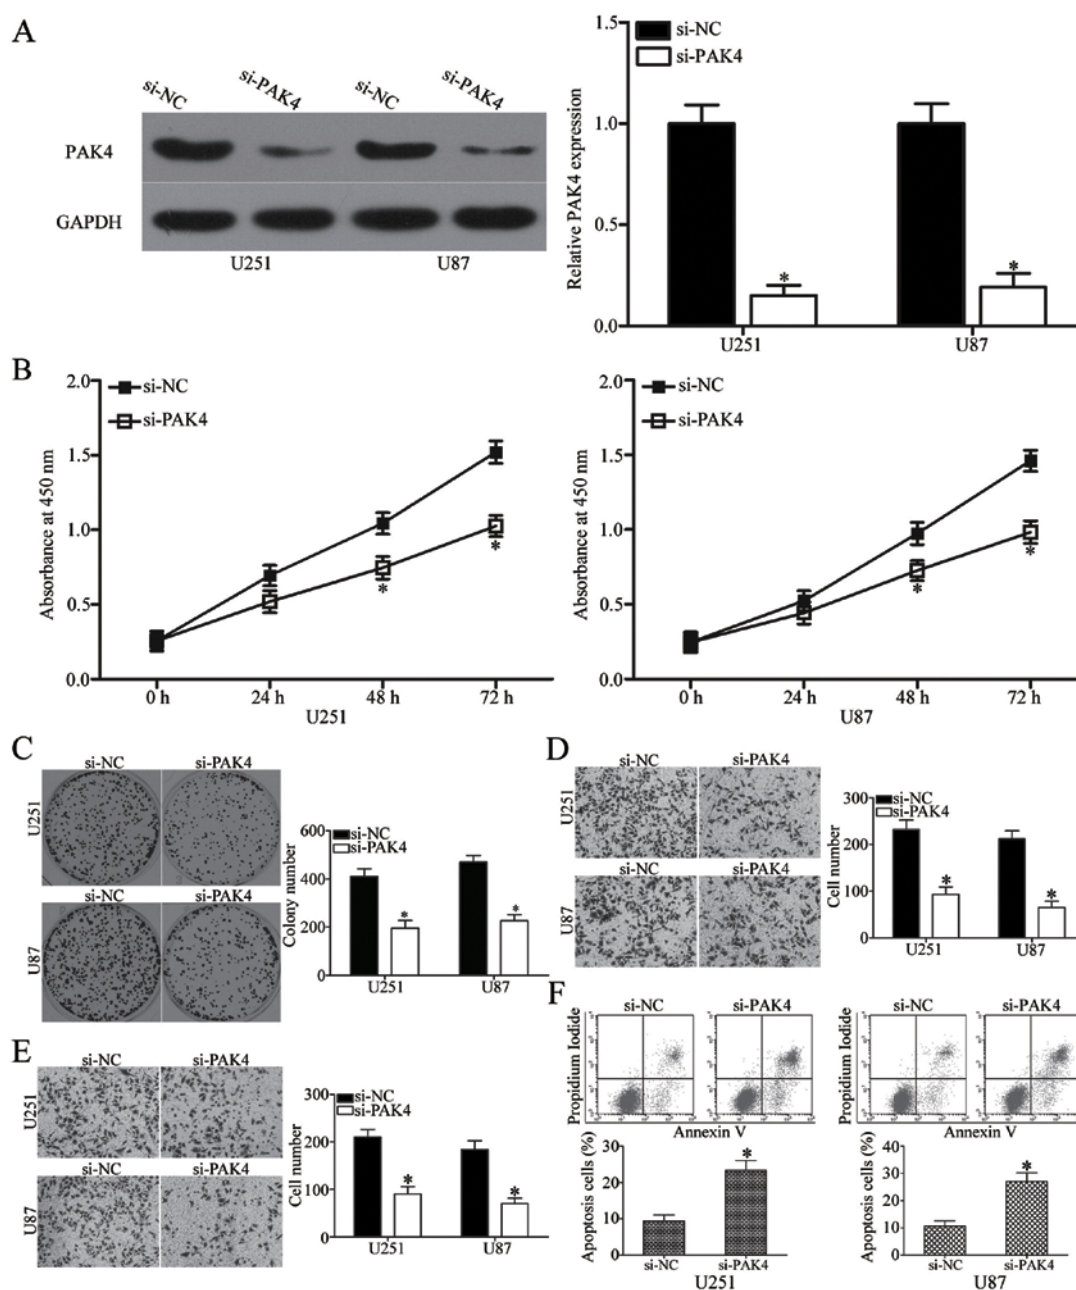 A
si-NC
si-PAK4
si-NC
si-PAK4
PAK4
GAPDH
U251
U87
Relative PAK4 expression
1.5
1.0
0.5
0.0
si-NC
si-PAK4
*
*
U251
U87
B
Absorbance at 450 nm
2.0
1.5
1.0
0.5
0.0
si-NC
si-PAK4
*
*
0 h
24 h
48 h
72 h
U251
Absorbance at 450 nm
2.0
1.5
1.0
0.5
0.0
si-NC
si-PAK4
*
*
0 h
24 h
48 h
72 h
U87
C
si-NC
si-PAK4
U251
si-NC
si-PAK4
U87
Colony number
600
400
200
0
si-NC
si-PAK4
*
*
U251
U87
D
si-NC
si-PAK4
U251
si-NC
si-PAK4
U87
Cell number
300
200
100
0
si-NC
si-PAK4
*
*
U251
U87
E
si-NC
si-PAK4
U251
si-NC
si-PAK4
U87
Cell number
300
200
100
0
si-NC
si-PAK4
*
*
U251
U87
F
si-NC
si-PAK4
Propidium Iodide
Annexin V
Apoptosis cells (%)
30
20
10
0
*
si-NC
si-PAK4
U251
si-NC
si-PAK4
Propidium Iodide
Annexin V
Apoptosis cells (%)
40
30
20
10
0
*
si-NC
si-PAK4
U87